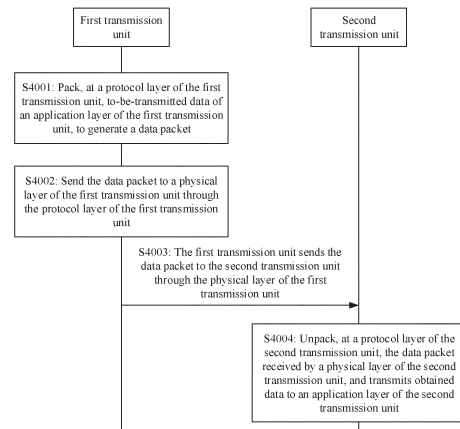 First transmission
unit
Second
transmission unit
S4001: Pack, at a protocol layer of the first
transmission unit, to-be-transmitted data of
an application layer of the first transmission
unit, to generate a data packet
S4002: Send the data packet to a physical
layer of the first transmission unit through
the protocol layer of the first transmission
unit
S4003: The first transmission unit sends the
data packet to the second transmission unit
through the physical layer of the first
transmission unit
S4004: Unpack, at a protocol layer of the
second transmission unit, the data packet
received by a physical layer of the second
transmission unit, and transmits obtained
data to an application layer of the second
transmission unit